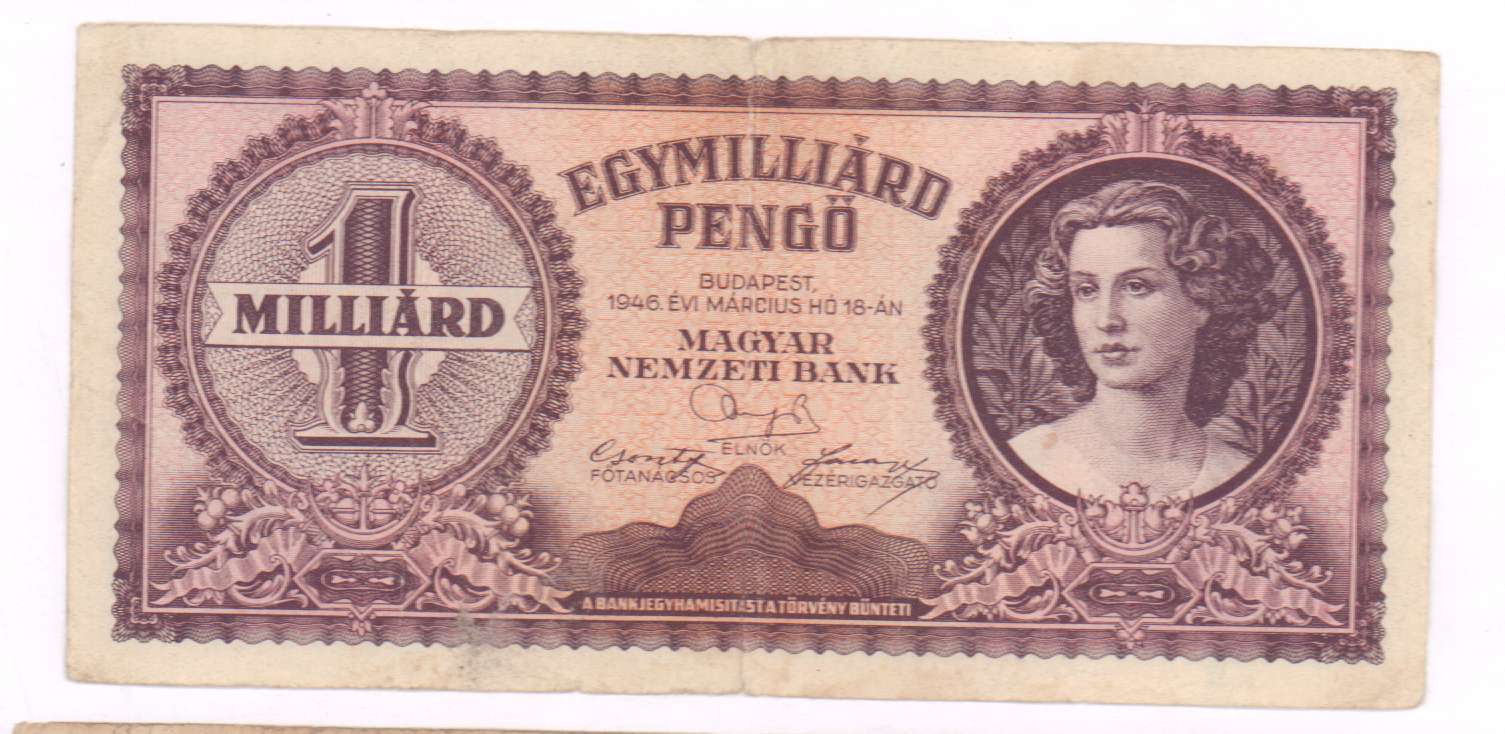 1
MILLIÁRD
EGYMILLIÁRD
PENGŐ
BUDAPEST,
1946. ÉVI MÁRCIUS HÓ 18-ÁN
MAGYAR
NEMZETI BANK
ELNÖK
FŐTANÁCSOS VEZÉRIGAZGATÓ
A BANKJEGYHAMISITÁST A TÖRVÉNY BÜNTETI